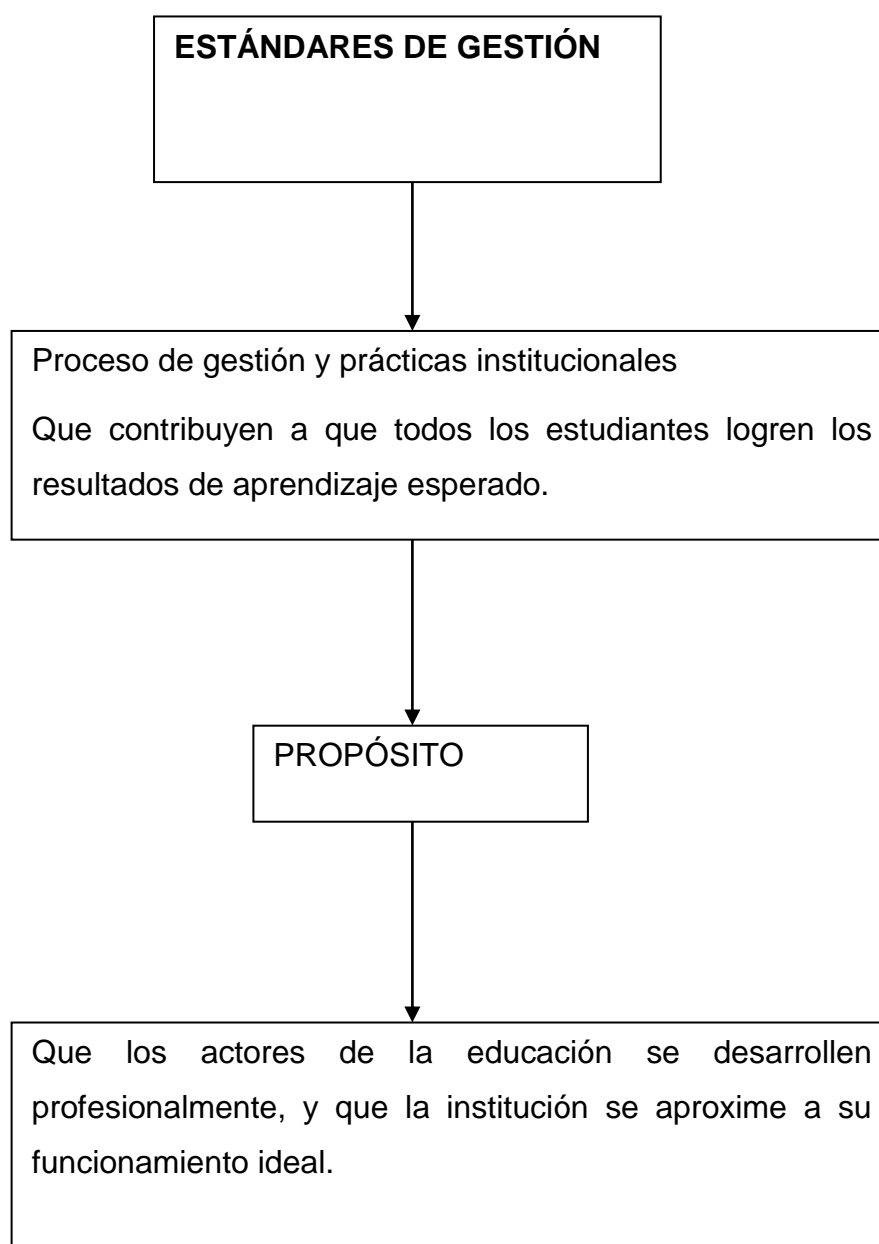 ESTÁNDARES DE GESTIÓN
Proceso de gestión y prácticas institucionales
Que contribuyen a que todos los estudiantes logren los
resultados de aprendizaje esperado.
PROPÓSITO
Que los actores de la educación se desarrollen
profesionalmente, y que la institución se aproxime a su
funcionamiento ideal.